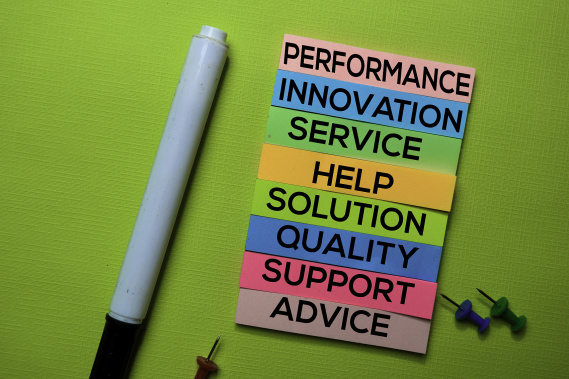 PERFORMANCE
INNOVATION
SERVICE
HELP
SOLUTION
QUALITY
SUPPORT
ADVICE